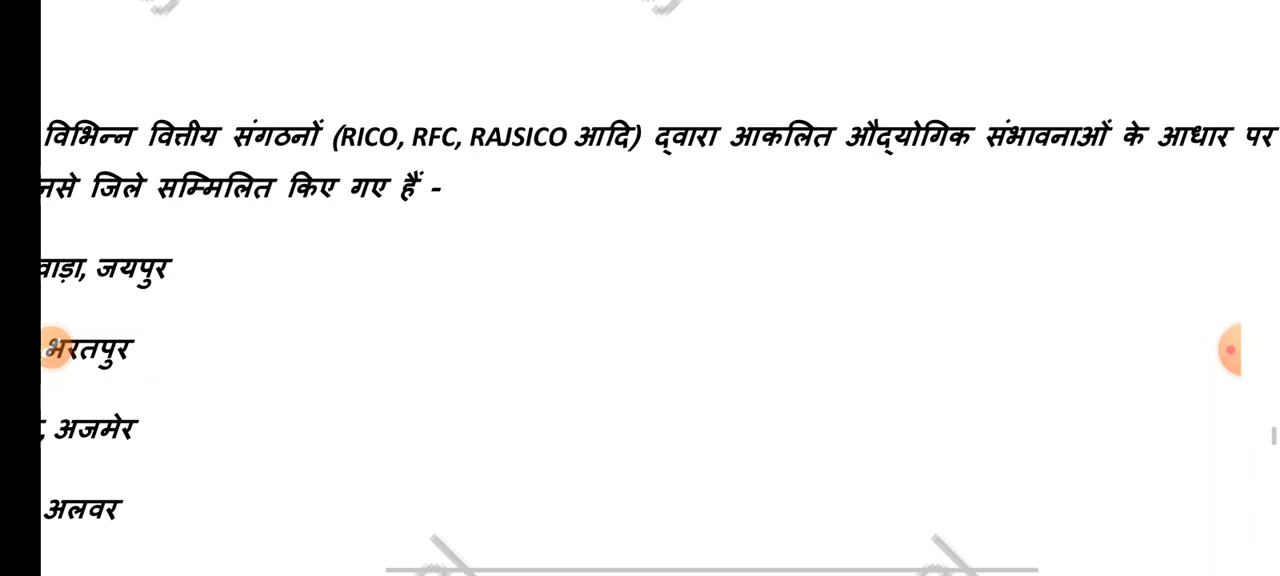 विभिन्न वित्तीय संगठनों (RICO, RFC, RAJSICO आदि) द्वारा आकलित औद्योगिक संभावनाओं के आधार पर
जिले सम्मिलित किए गए हैं -
जयपुर
भरतपुर
, अजमेर
अलवर